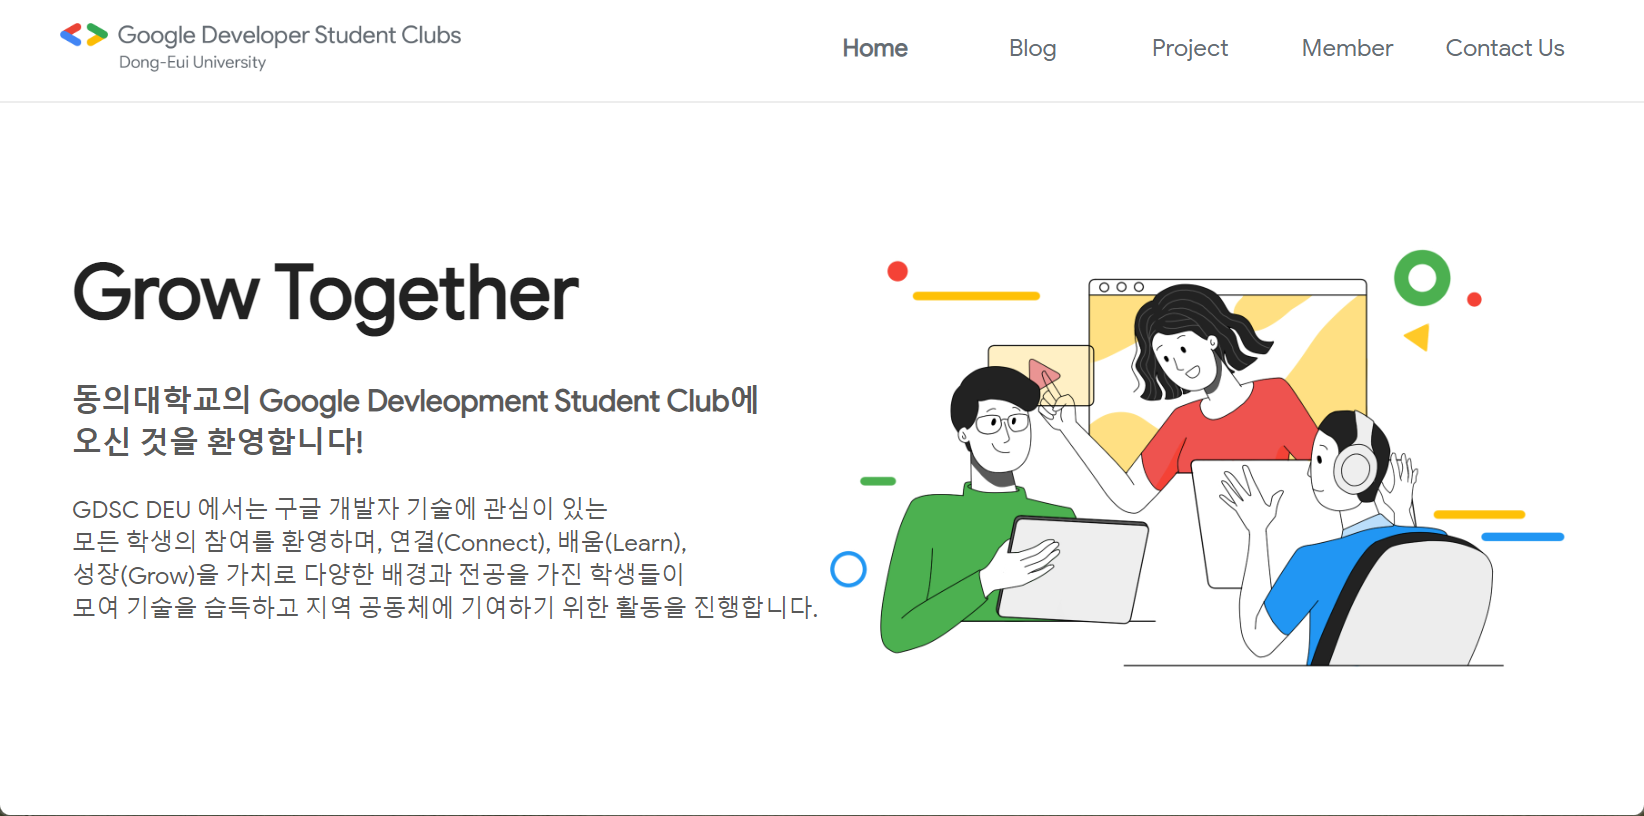 Google Developer Student Clubs
Dong-Eui University
Home
Blog
Project
Member
Contact Us
Grow Together
동의대학교의 Google Devleopment Student Club에
오신 것을 환영합니다!
GDSC DEU 에서는 구글 개발자 기술에 관심이 있는
모든 학생의 참여를 환영하며, 연결(Connect), 배움(Learn),
성장(Grow)을 가치로 다양한 배경과 전공을 가진 학생들이
모여 기술을 습득하고 지역 공동체에 기여하기 위한 활동을 진행합니다.